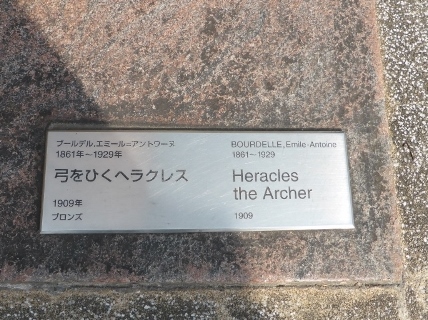 ブールデル,エミール=アントワーヌ
1861年〜1929年
弓をひくヘラクレス
1909年
ブロンズ
BOURDELLE,Emile-Antoine
1861〜1929
Heracles
the Archer
1909